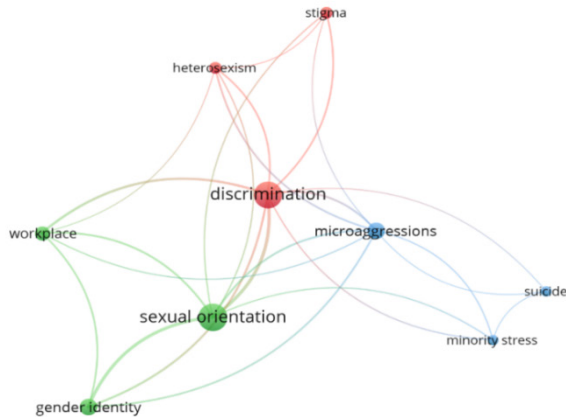 stigma
heterosexism
discrimination
workplace
microaggressions
suicide
sexual orientation
minority stress
gender identity